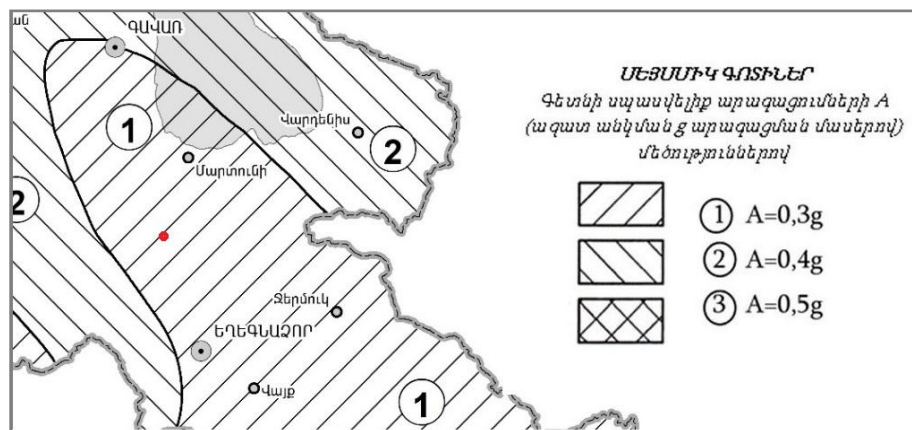 ԳԱՎԱՌ
1
Վարդենիս
2
Մարտունի
2
Ջերմուկ
ԵՂԵԳՆԱՁՈՐ
Վայք
1
ՍԵՅՍՄԻԿ ԳՈՏԻՆԵՐ
Գետնի սպասվելիք արագացումների A
(ազատ անկման g արագացման մասերով)
մեծություններով
1 A=0,3g
2 A=0,4g
3 A=0,5g